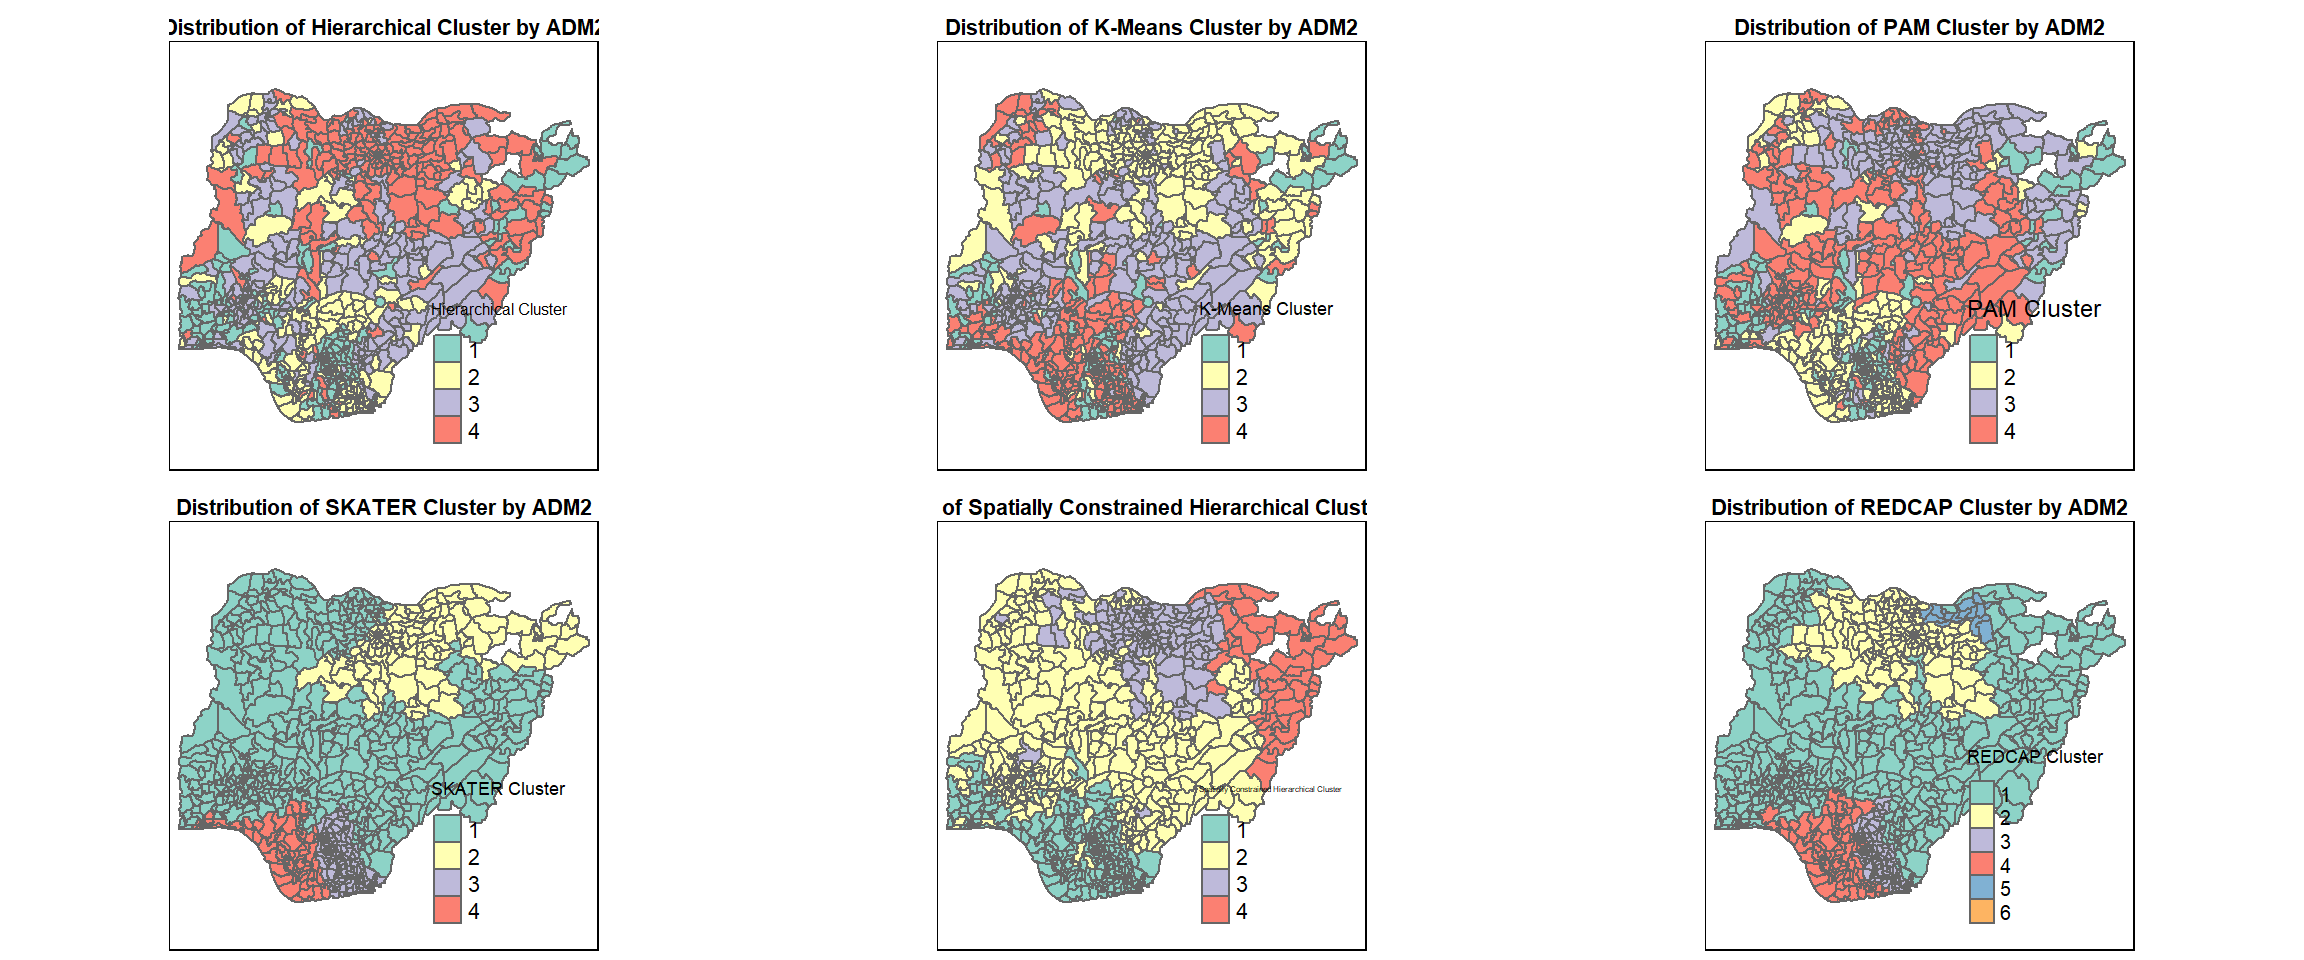 Distribution of Hierarchical Cluster by ADM2
Hierarchical Cluster
1
2
3
4
Distribution of K-Means Cluster by ADM2
K-Means Cluster
1
2
3
4
Distribution of PAM Cluster by ADM2
PAM Cluster
1
2
3
4
Distribution of SKATER Cluster by ADM2
SKATER Cluster
1
2
3
4
of Spatially Constrained Hierarchical Clust
Spatially Constrained Hierarchical Cluster
1
2
3
4
Distribution of REDCAP Cluster by ADM2
REDCAP Cluster
1
2
3
4
5
6